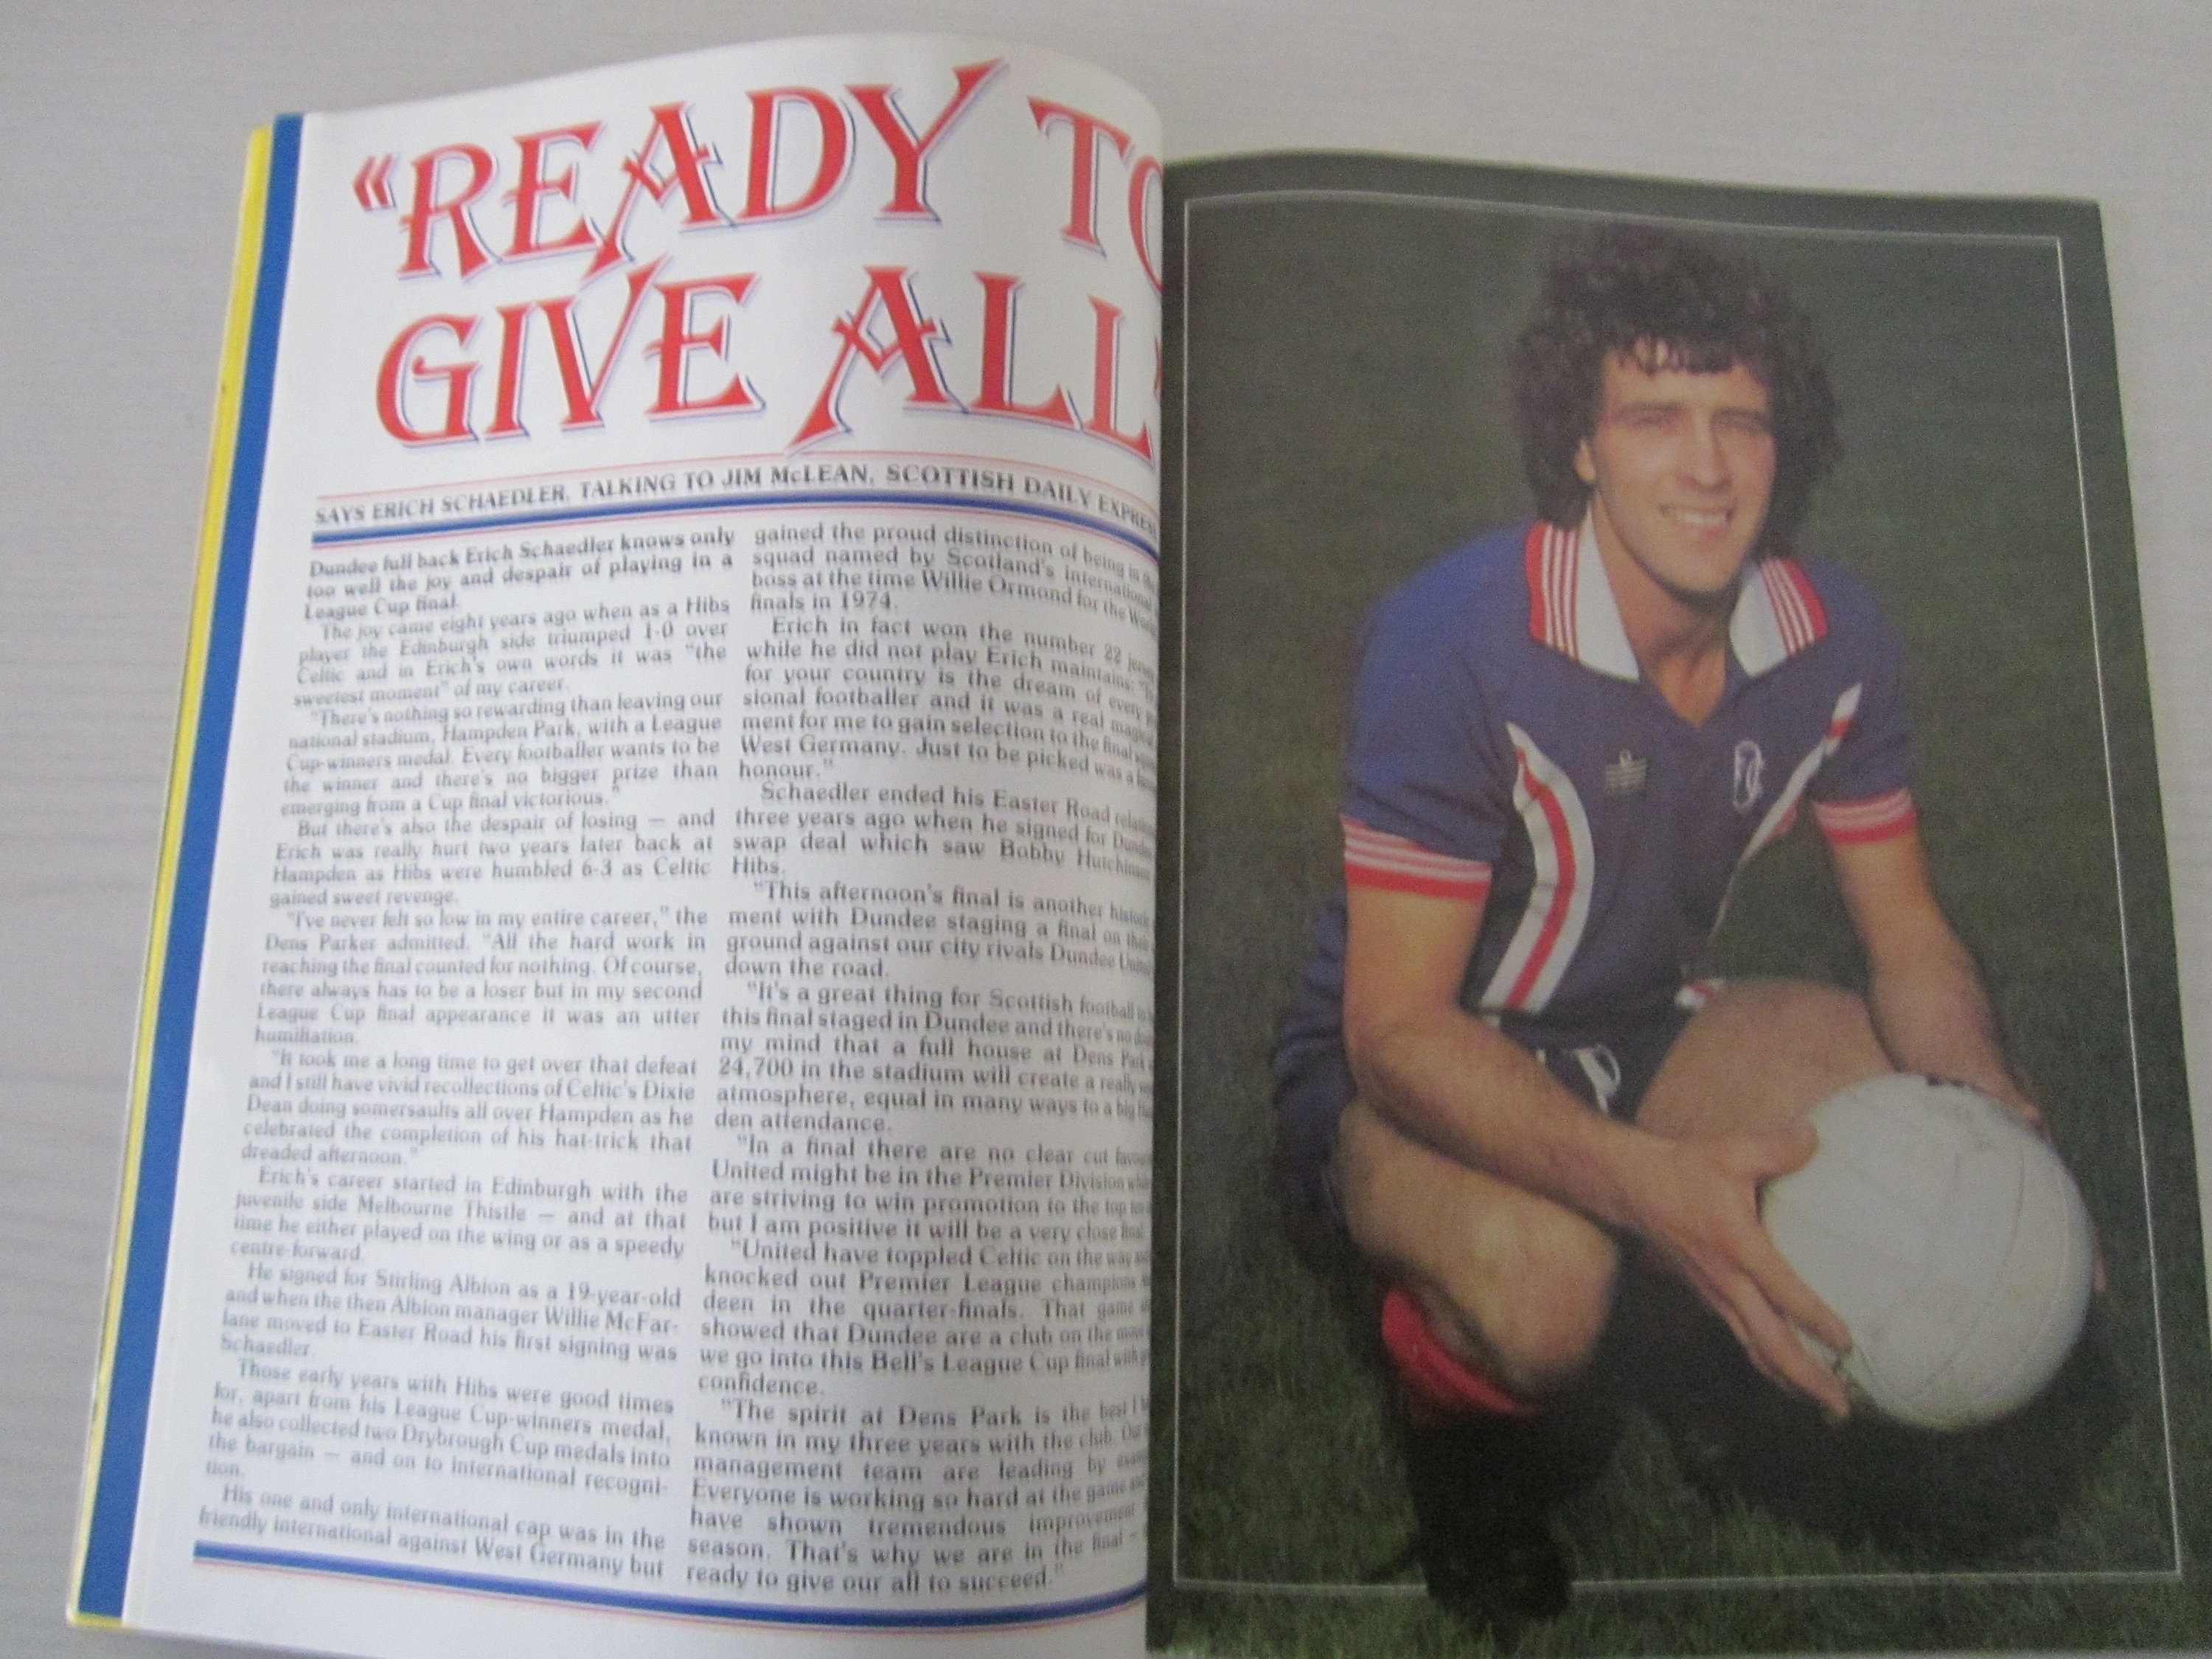 "READY TO
GIVE ALL"
SAYS ERICH SCHAEDLER, TALKING TO JIM McLEAN, SCOTTISH DAILY EXPRESS
Dundee full back Erich Schaedler knows only
too well the joy and despair of playing in a
League Cup final.
The joy came eight years ago when as a Hibs
player the Edinburgh side triumped 1-0 over
Celtic and in Erich's own words it was "the
sweetest moment" of my career.
"There's nothing so rewarding than leaving our
national stadium, Hampden Park, with a League
Cup-winners medal. Every footballer wants to be
the winner and there's no bigger prize than
emerging from a Cup final victorious."
But there's also the despair of losing — and
Erich was really hurt two years later back at
Hampden as Hibs were humbled 6-3 as Celtic
gained sweet revenge.
"I've never felt so low in my entire career," the
Dens Parker admitted. "All the hard work in
reaching the final counted for nothing. Of course,
there always has to be a loser but in my second
League Cup final appearance it was an utter
humiliation.
"It took me a long time to get over that defeat
and I still have vivid recollections of Celtic's Dixie
Dean doing somersaults all over Hampden as he
celebrated the completion of his hat-trick that
dreaded afternoon."
Erich's career started in Edinburgh with the
juvenile side Melbourne Thistle — and at that
time he either played on the wing or as a speedy
centre-forward.
He signed for Stirling Albion as a 19-year-old
and when the then Albion manager Willie McFar-
lane moved to Easter Road his first signing was
Schaedler.
Those early years with Hibs were good times
for, apart from his League Cup-winners medal,
he also collected two Drybrough Cup medals into
the bargain — and on to international recogni-
tion.
His one and only international cap was in the
friendly international against West Germany but
gained the proud distinction of being in the
squad named by Scotland's international
boss at the time Willie Ormond for the World
finals in 1974.
Erich in fact won the number 22 jersey
while he did not play Erich maintains:
for your country is the dream of every
sional footballer and it was a real
ment for me to gain selection to the finals
West Germany. Just to be picked was a
honour."
Schaedler ended his Easter Road
three years ago when he signed for Dundee
swap deal which saw Bobby Hutchinson
Hibs.
"This afternoon's final is another historic
ment with Dundee staging a final on their
ground against our city rivals Dundee United
down the road.
"It's a great thing for Scottish football to
this final staged in Dundee and there's no
my mind that a full house at Dens Park
24,700 in the stadium will create a really
atmosphere, equal in many ways to a big
den attendance.
"In a final there are no clear cut
United might be in the Premier Division
are striving to win promotion to the top
but I am positive it will be a very close final.
"United have toppled Celtic on the way
knocked out Premier League champions
deen in the quarter-finals. That game
showed that Dundee are a club on the move
we go into this Bell's League Cup final with
confidence.
"The spirit at Dens Park is the best I
known in my three years with the club. Our
management team are leading by
Everyone is working so hard at the game and
have shown tremendous improvement
season. That's why we are in the final –
ready to give our all to succeed."